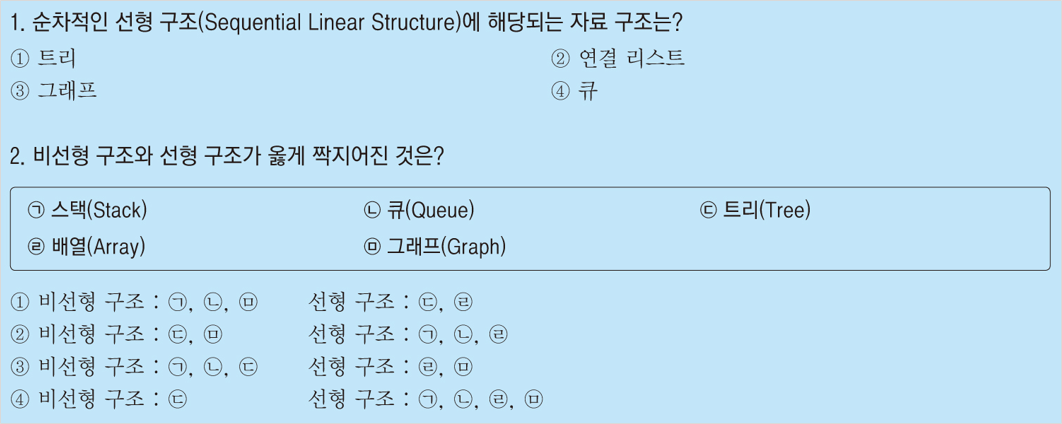 1. 순차적인 선형 구조(Sequential Linear Structure)에 해당되는 자료 구조는?
① 트리 ② 연결 리스트
③ 그래프 ④ 큐
2. 비선형 구조와 선형 구조가 옳게 짝지어진 것은?
㉠ 스택(Stack) ㉡ 큐(Queue) ㉢ 트리(Tree)
㉣ 배열(Array) ㉤ 그래프(Graph)
① 비선형 구조 : ㉠, ㉡, ㉤ 선형 구조 : ㉢, ㉣
② 비선형 구조 : ㉢, ㉤ 선형 구조 : ㉠, ㉡, ㉣
③ 비선형 구조 : ㉠, ㉡, ㉢ 선형 구조 : ㉣, ㉤
④ 비선형 구조 : ㉢ 선형 구조 : ㉠, ㉡, ㉣, ㉤